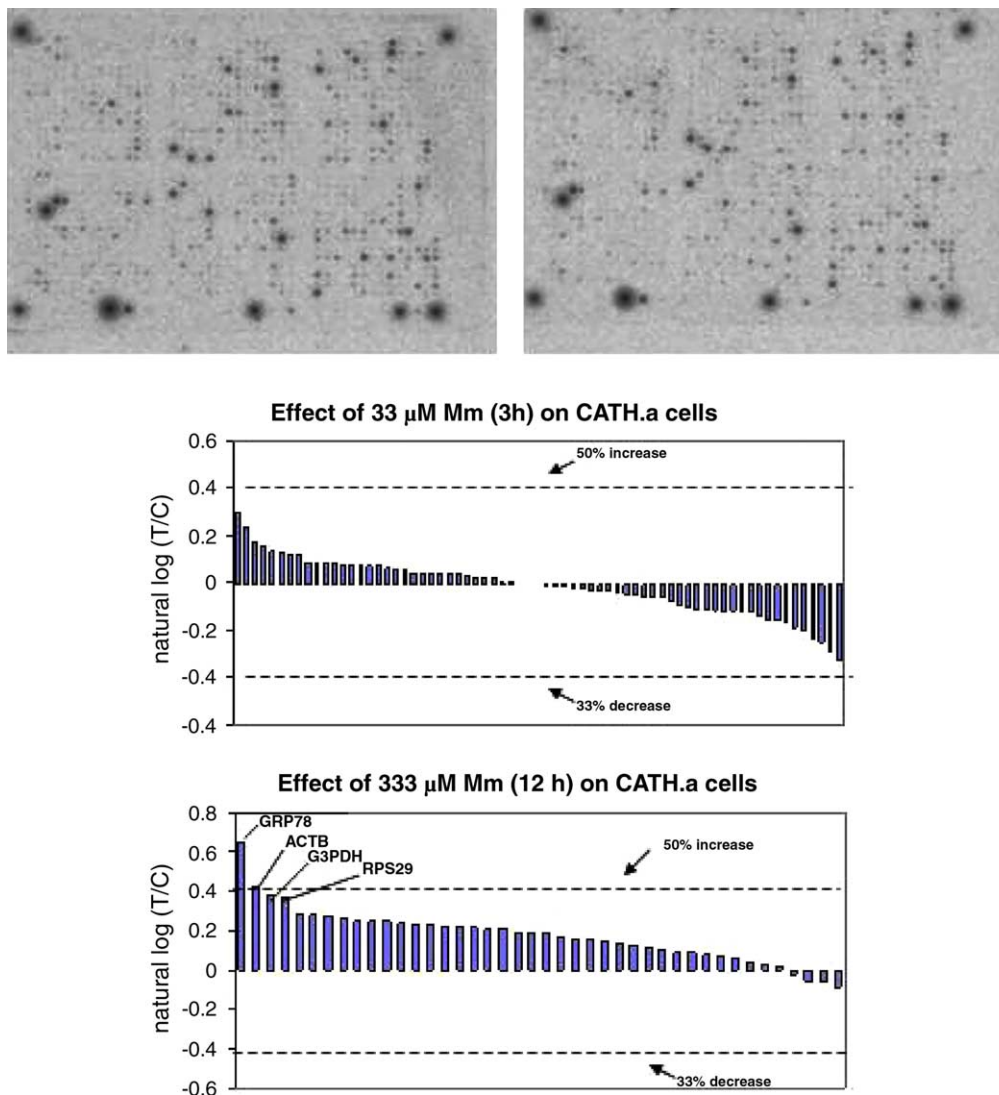 Effect of 33 μM Mm (3h) on CATH.a cells
0.6
50% increase
0.4
0.2
0
-0.2
-0.4
33% decrease
-0.4
natural log (T/C)
Effect of 333 μM Mm (12 h) on CATH.a cells
0.8
GRP78
ACTB
50% increase
0.6
G3PDH
RPS29
0.4
0.2
0
-0.2
-0.4
33% decrease
-0.6
natural log (T/C)